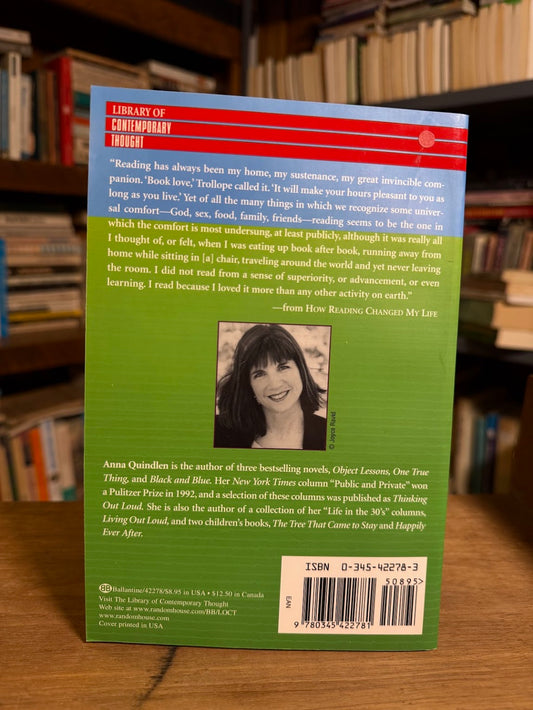 LIBRARY OF
CONTEMPORARY
THOUGHT
“Reading has always been my home, my sustenance, my great invincible com-
panion. ‘Book love,’ Trollope called it. ‘It will make your hours pleasant to you as
long as you live.’ Yet of all the many things in which we recognize some univer-
sal comfort—God, sex, food, family, friends—reading seems to be the one in
which the comfort is most undersung, at least publicly, although it was really all
I thought of, or felt, when I was eating up book after book, running away from
home while sitting in [a] chair, traveling around the world and yet never leaving
the room. I did not read from a sense of superiority, or advancement, or even
learning. I read because I loved it more than any other activity on earth.”
—from HOW READING CHANGED MY LIFE
© Joyce Ravid
Anna Quindlen is the author of three bestselling novels, Object Lessons, One True
Thing, and Black and Blue. Her New York Times column “Public and Private” won
a Pulitzer Prize in 1992, and a selection of these columns was published as Thinking
Out Loud. She is also the author of a collection of her “Life in the 30’s” columns,
Living Out Loud, and two children’s books, The Tree That Came to Stay and Happily
Ever After.
BB Ballantine/42278/$8.95 in USA • $12.50 in Canada
Visit The Library of Contemporary Thought
Web site at www.randomhouse.com/BB/LOCT
www.randomhouse.com
Cover printed in USA
ISBN 0-345-42278-3
50895>
EAN
9 780345 422781